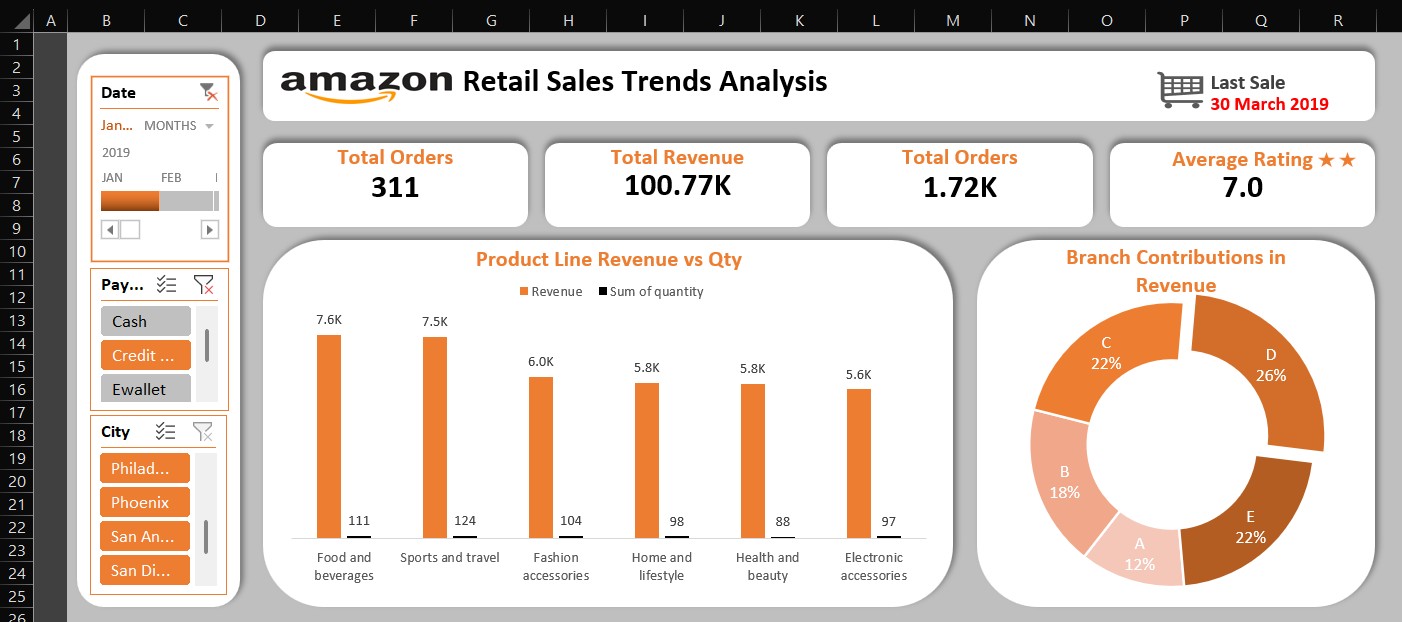 A B C D E F G H I J K L M N O P Q R
1
2
3
4
5
6
7
8
9
10
11
12
13
14
15
16
17
18
19
20
21
22
23
24
25
26
Date
Jan... MONTHS
2019
JAN FEB
Pay...
Cash
Credit ...
Ewallet
City
Philad...
Phoenix
San An...
San Di...
amazon Retail Sales Trends Analysis
Last Sale
30 March 2019
Total Orders
311
Total Revenue
100.77K
Total Orders
1.72K
Average Rating ★ ★
7.0
Product Line Revenue vs Qty
Revenue Sum of quantity
7.6K 7.5K 6.0K 5.8K 5.8K 5.6K
111 124 104 98 88 97
Food and Sports and travel Fashion Home and Health and Electronic
beverages accessories lifestyle beauty accessories
Branch Contributions in
Revenue
C
22%
D
26%
B
18%
E
22%
A
12%